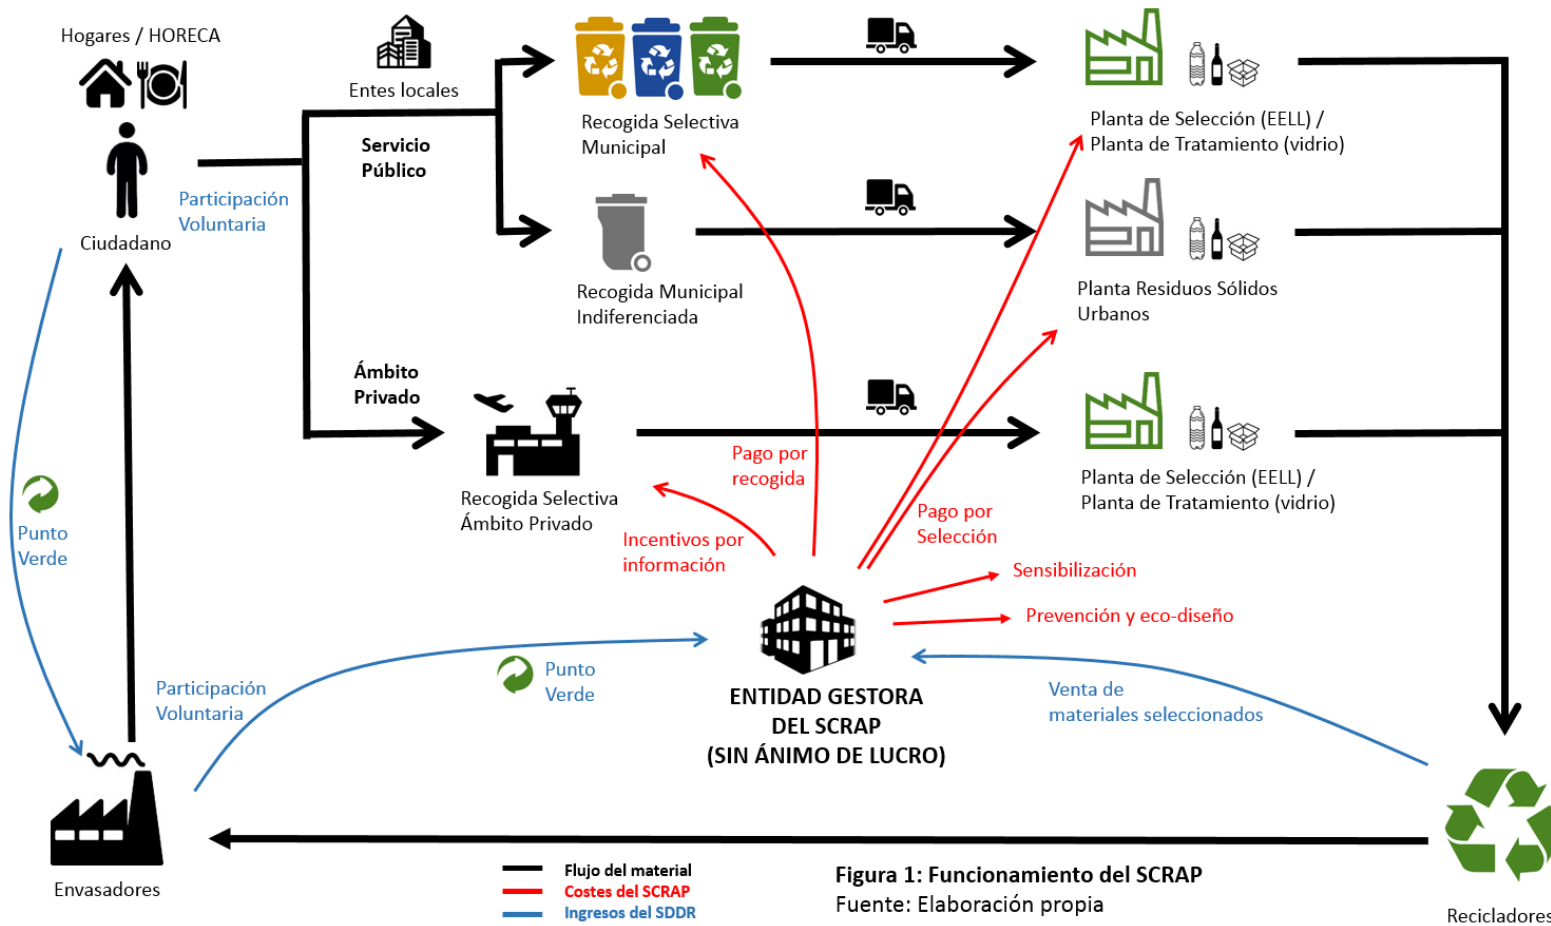 Hogares / HORECA
Entes locales
Servicio
Público
Participación
Voluntaria
Ciudadano
Recogida Selectiva
Municipal
Planta de Selección (EELL) /
Planta de Tratamiento (vidrio)
Recogida Municipal
Indiferenciada
Planta Residuos Sólidos
Urbanos
Ámbito
Privado
Recogida Selectiva
Ámbito Privado
Pago por
recogida
Planta de Selección (EELL) /
Planta de Tratamiento (vidrio)
Incentivos por
información
Pago por
Selección
Sensibilización
Prevención y eco-diseño
Punto
Verde
Participación
Voluntaria
Punto
Verde
ENTIDAD GESTORA
DEL SCRAP
(SIN ÁNIMO DE LUCRO)
Venta de
materiales seleccionados
Envasadores
Flujo del material
Costes del SCRAP
Ingresos del SDDR
Figura 1: Funcionamiento del SCRAP
Fuente: Elaboración propia
Recicladores